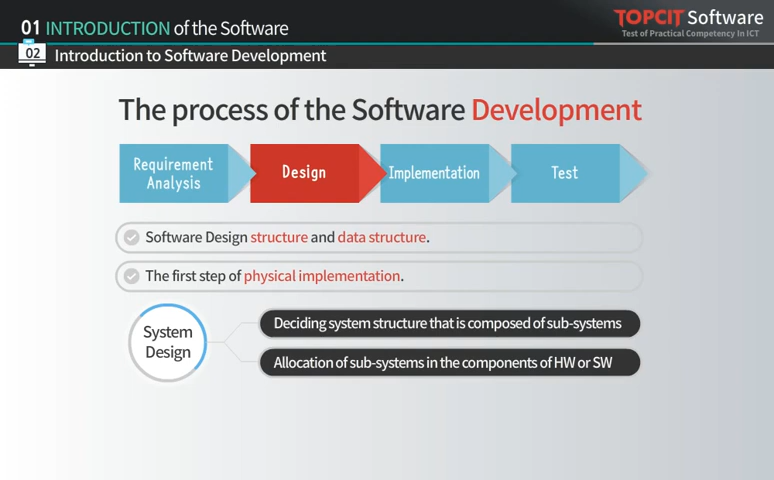 01 INTRODUCTION of the Software
TOPCIT Software
Test of Practical Competency In ICT
02 Introduction to Software Development
The process of the Software Development
Requirement
Analysis
Design
Implementation
Test
Software Design structure and data structure.
The first step of physical implementation.
System
Design
Deciding system structure that is composed of sub-systems
Allocation of sub-systems in the components of HW or SW